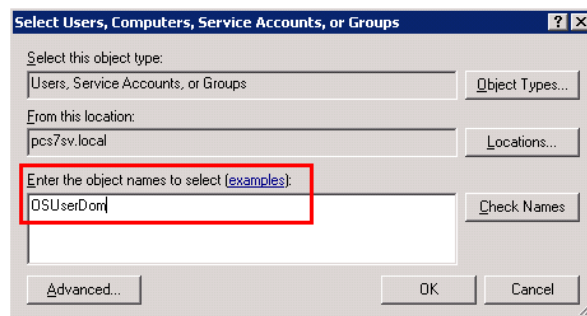 Select Users, Computers, Service Accounts, or Groups
Select this object type:
Users, Service Accounts, or Groups
Object Types...
From this location:
pcs7sv.local
Locations...
Enter the object names to select (examples):
OSUserDom
Check Names
Advanced...
OK
Cancel